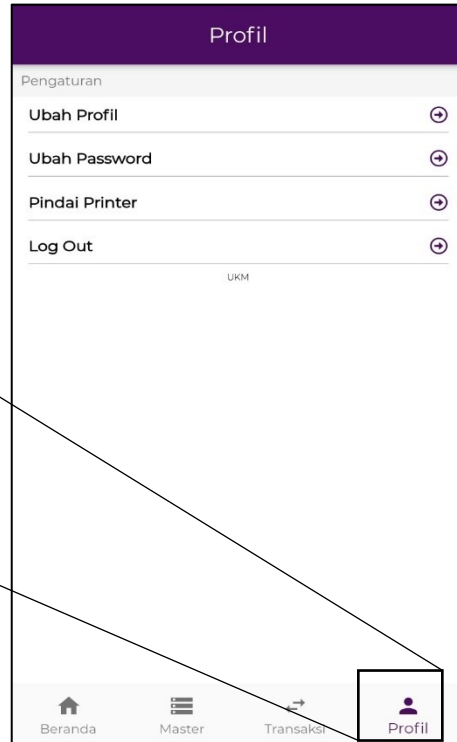 Profil
Pengaturan
Ubah Profil
Ubah Password
Pindai Printer
Log Out
UKM
Beranda
Master
Transaksi
Profil